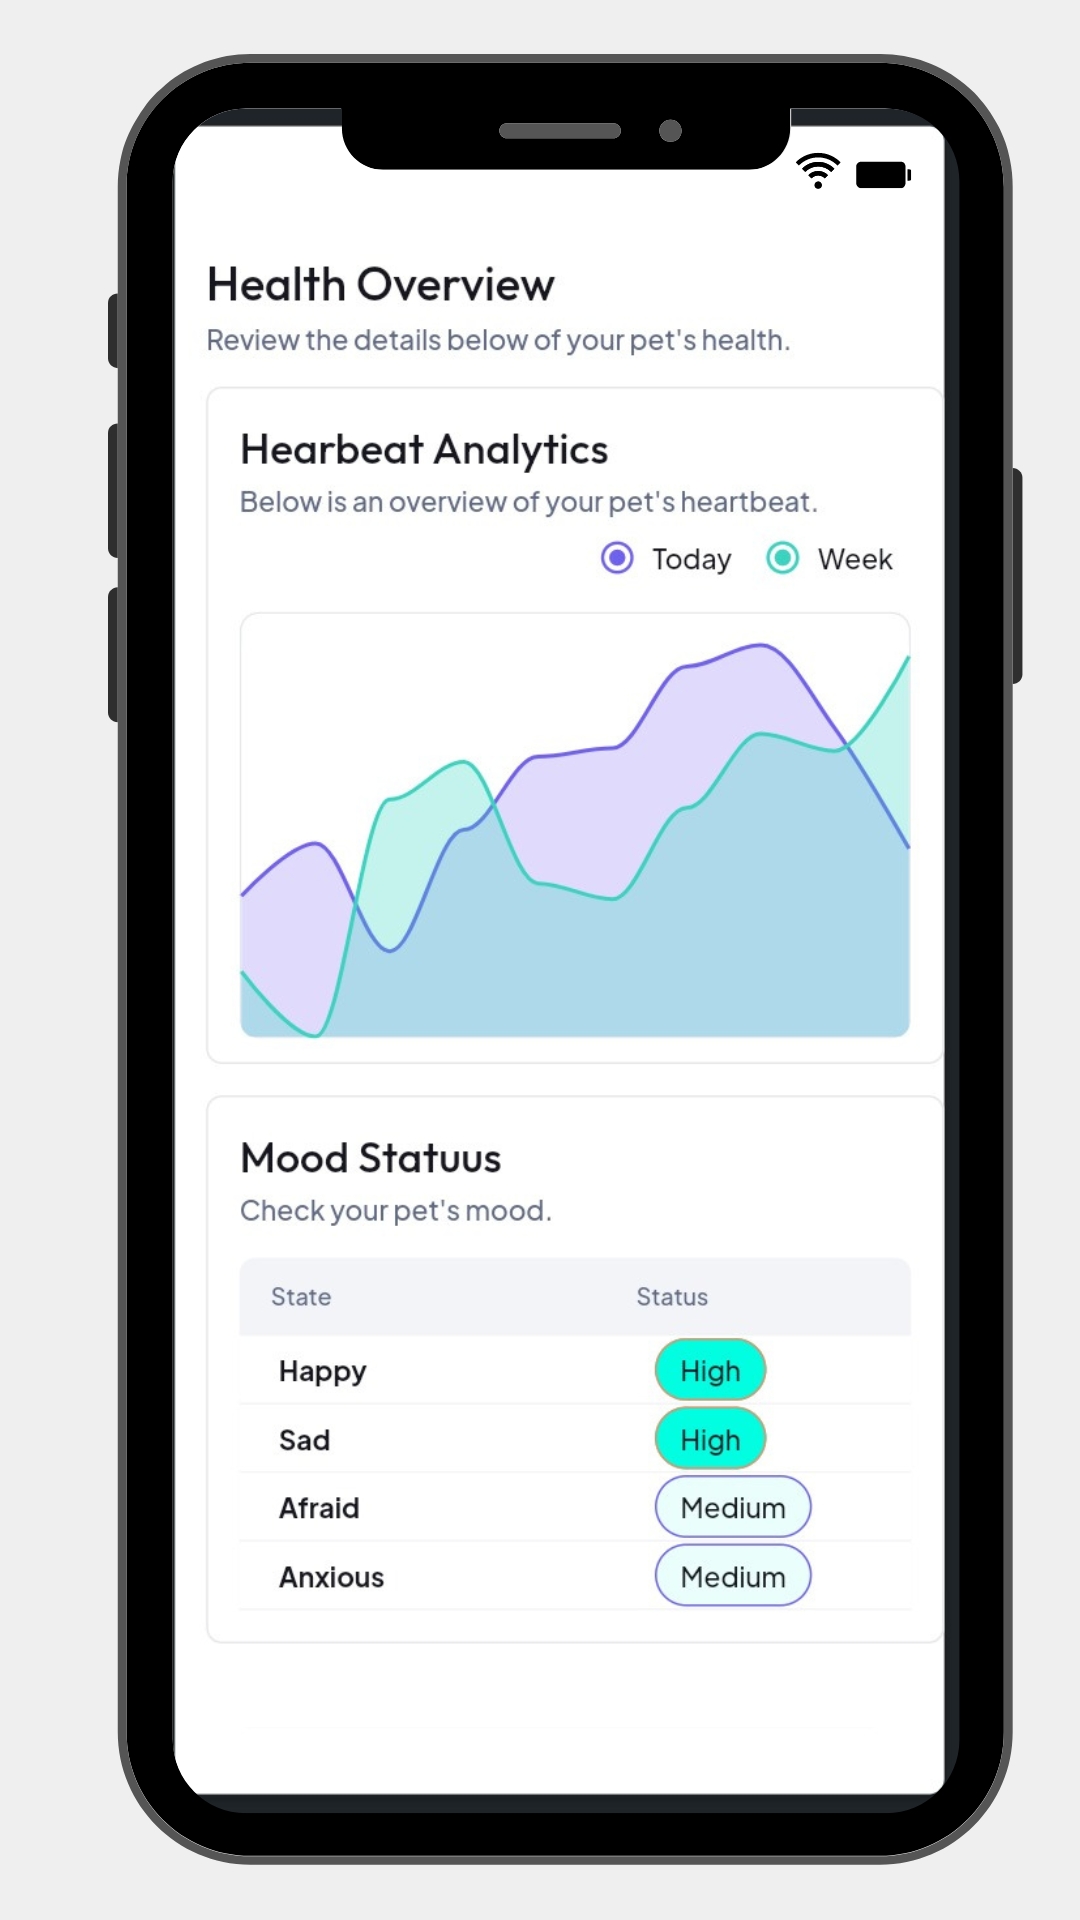 Health Overview
Review the details below of your pet's health.
Hearbeat Analytics
Below is an overview of your pet's heartbeat.
Today Week
Mood Statuus
Check your pet's mood.
State Status
Happy High
Sad High
Afraid Medium
Anxious Medium